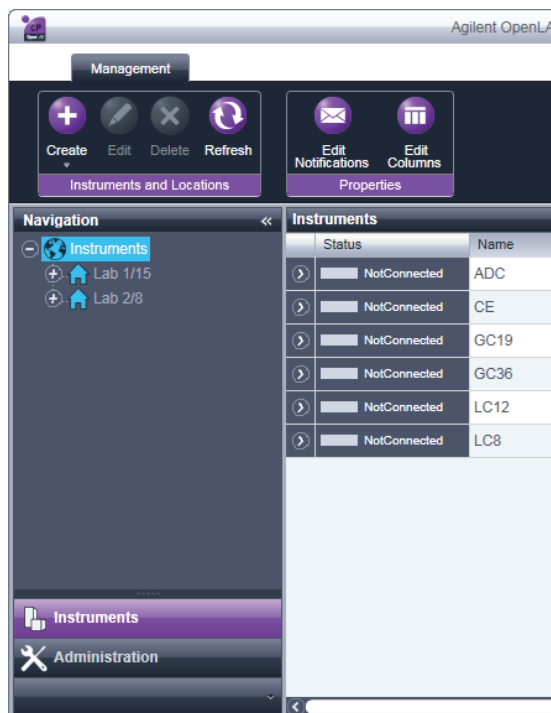 CP
Agilent OpenLA
Management
Create Edit Delete Refresh
Instruments and Locations
Edit Notifications
Edit Columns
Properties
Navigation
Instruments
Lab 1/15
Lab 2/8
Instruments
Administration
Instruments
Status Name
NotConnected ADC
NotConnected CE
NotConnected GC19
NotConnected GC36
NotConnected LC12
NotConnected LC8